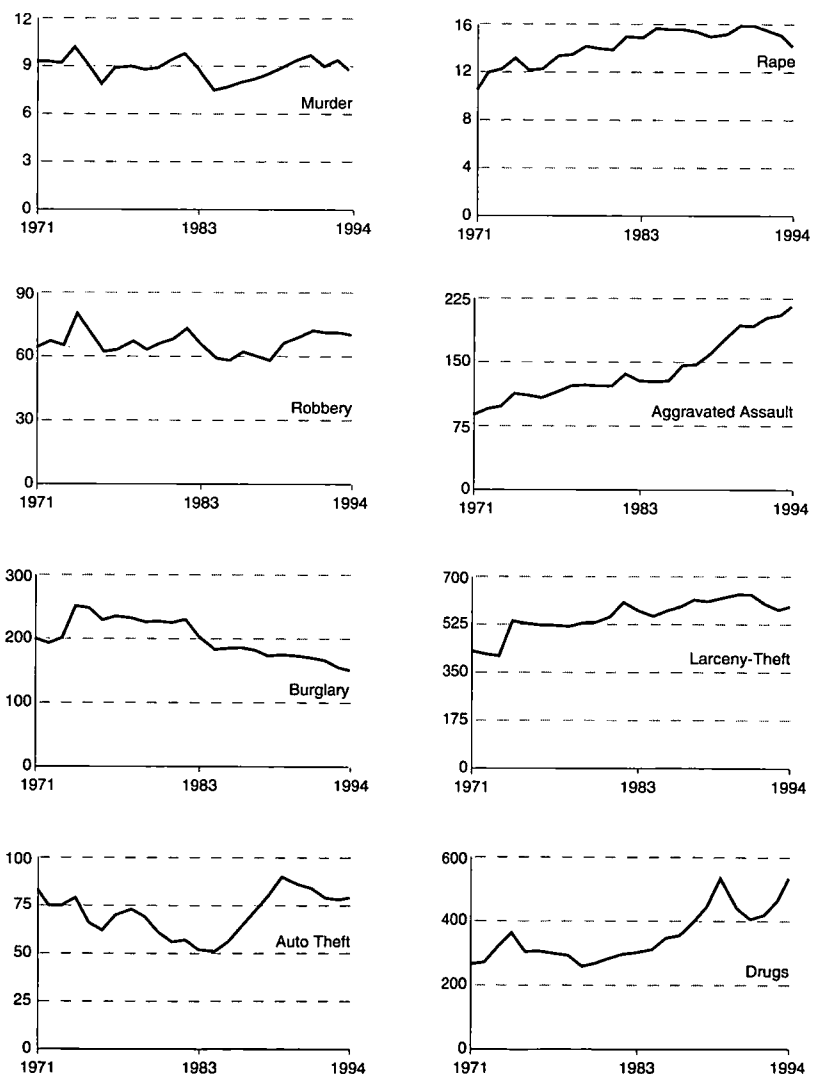 12
9
6
3
0
Murder
1971 1983 1994
16
12
8
4
0
Rape
1971 1983 1994
90
60
30
0
Robbery
1971 1983 1994
225
150
75
0
Aggravated Assault
1971 1983 1994
300
200
100
0
Burglary
1971 1983 1994
700
525
350
175
0
Larceny-Theft
1971 1983 1994
100
75
50
25
0
Auto Theft
1971 1983 1994
600
400
200
0
Drugs
1971 1983 1994